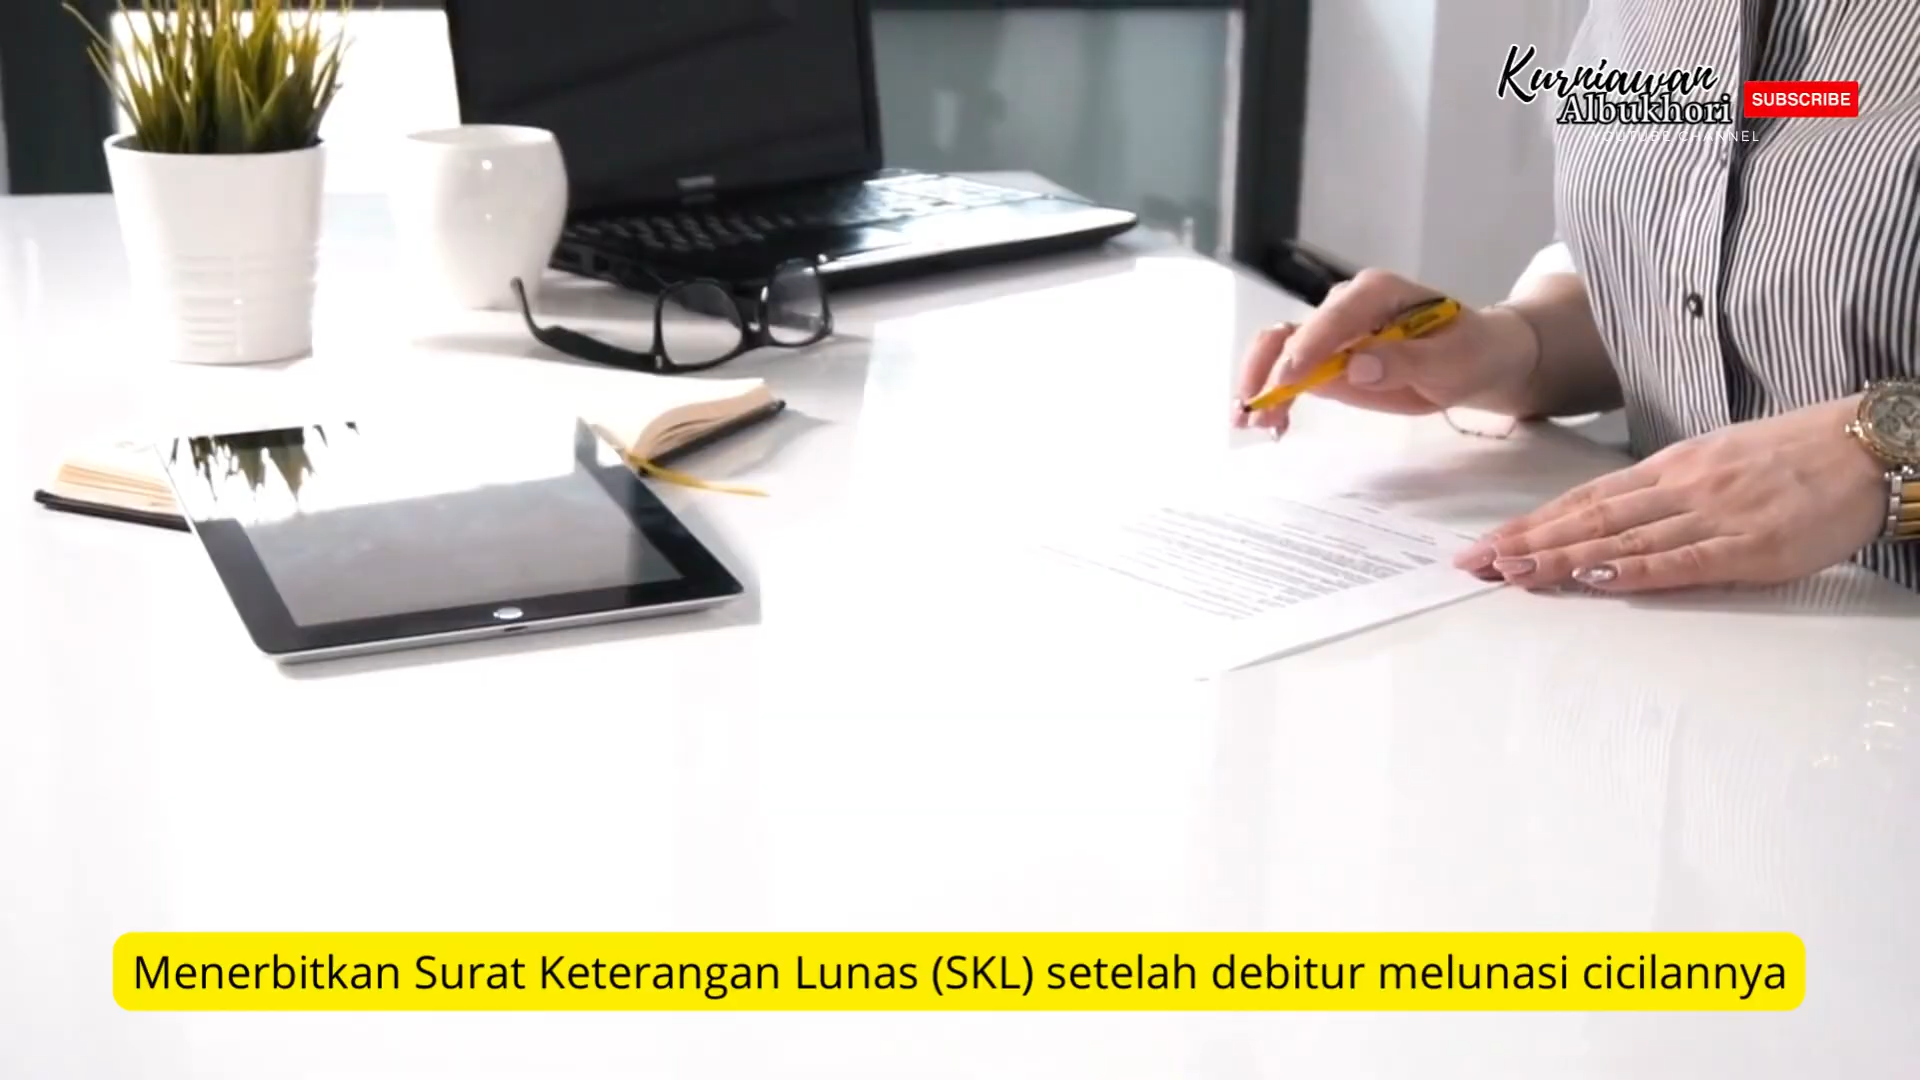 Kurniawan
Albukhori
SUBSCRIBE
YOUTUBE CHANNEL
Menerbitkan Surat Keterangan Lunas (SKL) setelah debitur melunasi cicilannya